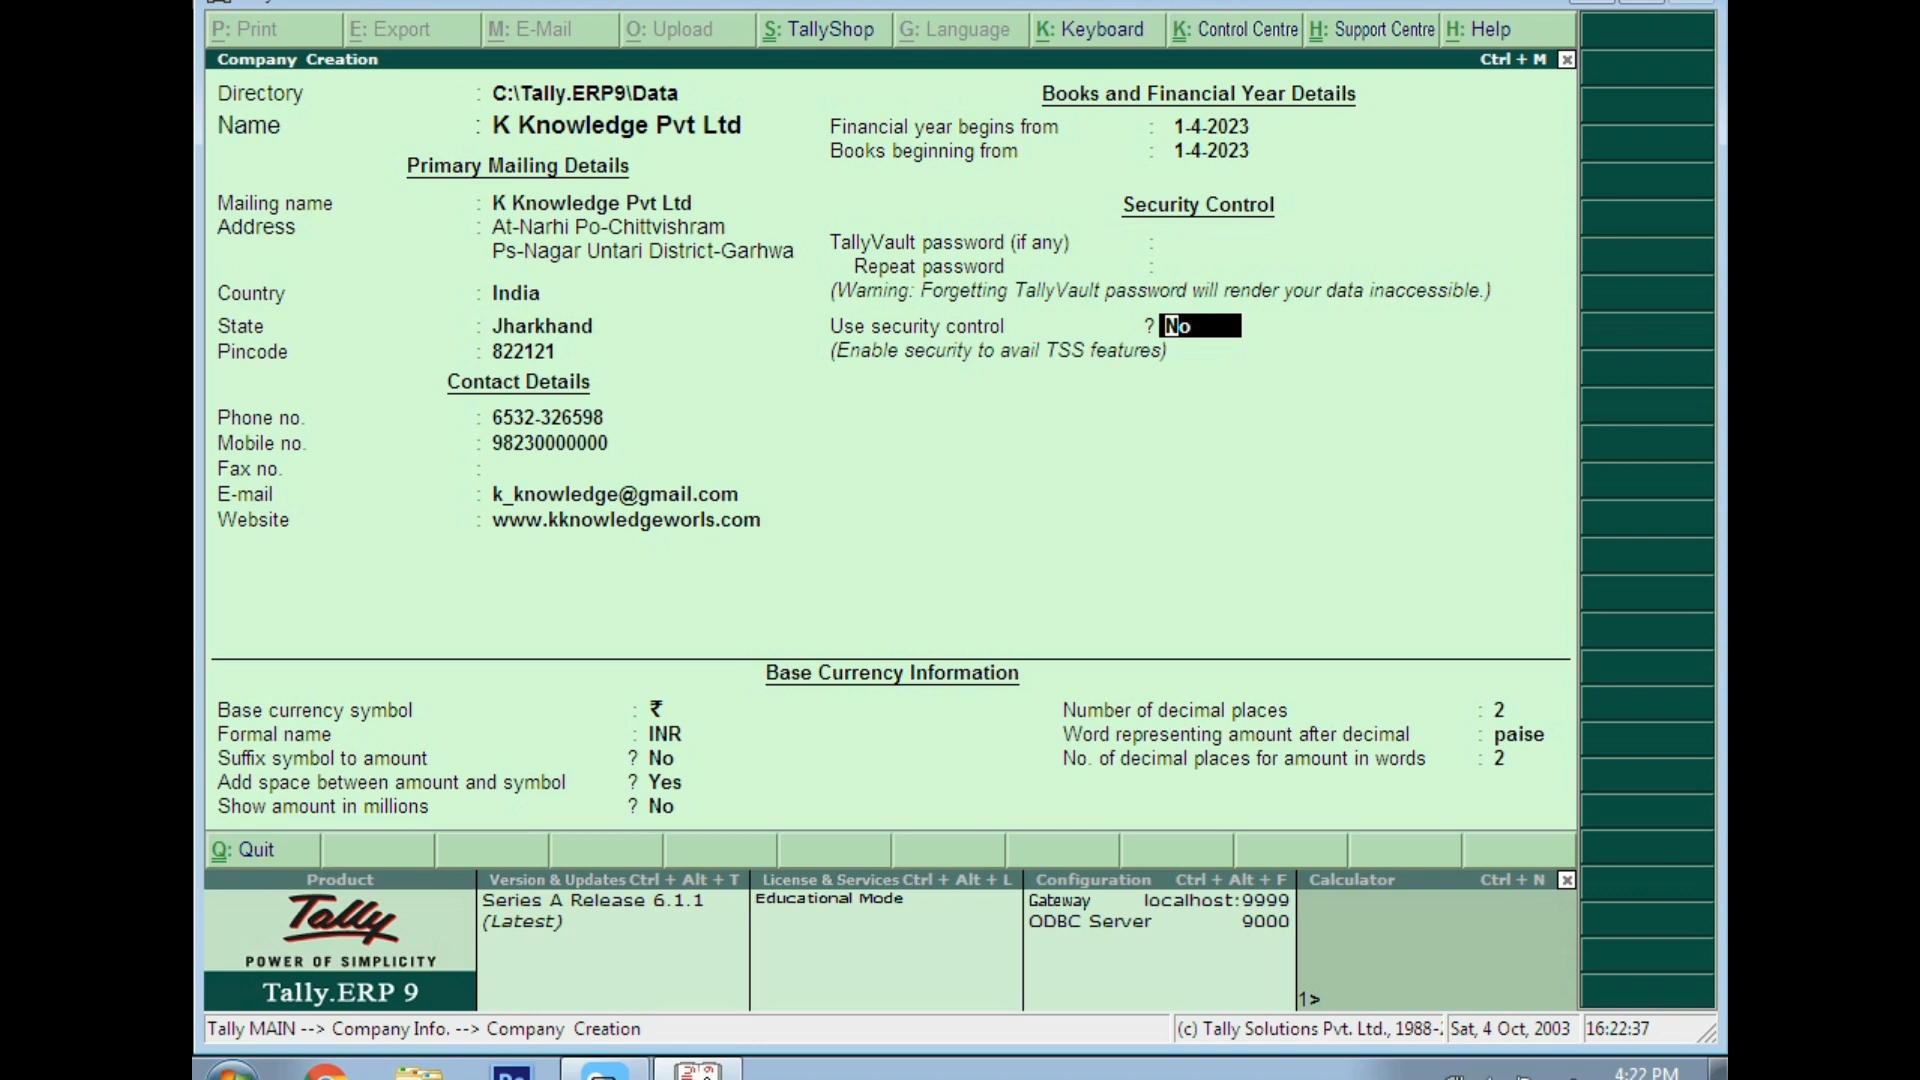 P: Print
E: Export
M: E-Mail
O: Upload
S: TallyShop
G: Language
K: Keyboard
K: Control Centre
H: Support Centre
H: Help
Company Creation
Ctrl + M
Directory : C:\Tally.ERP9\Data
Name : K Knowledge Pvt Ltd
Primary Mailing Details
Mailing name : K Knowledge Pvt Ltd
Address : At-Narhi Po-Chittvishram
Ps-Nagar Untari District-Garhwa
Country : India
State : Jharkhand
Pincode : 822121
Contact Details
Phone no. : 6532-326598
Mobile no. : 98230000000
Fax no. :
E-mail : k_knowledge@gmail.com
Website : www.kknowledgeworls.com
Books and Financial Year Details
Financial year begins from : 1-4-2023
Books beginning from : 1-4-2023
Security Control
TallyVault password (if any) :
Repeat password :
(Warning: Forgetting TallyVault password will render your data inaccessible.)
Use security control ? No
(Enable security to avail TSS features)
Base Currency Information
Base currency symbol : ₹
Formal name : INR
Suffix symbol to amount ? No
Add space between amount and symbol ? Yes
Show amount in millions ? No
Number of decimal places : 2
Word representing amount after decimal : paise
No. of decimal places for amount in words : 2
Q: Quit
Product
Tally
POWER OF SIMPLICITY
Tally.ERP 9
Version & Updates Ctrl + Alt + T
Series A Release 6.1.1
(Latest)
License & Services Ctrl + Alt + L
Educational Mode
Configuration Ctrl + Alt + F
Gateway localhost:9999
ODBC Server 9000
Calculator Ctrl + N
1>
Tally MAIN --> Company Info. --> Company Creation
(c) Tally Solutions Pvt. Ltd., 1988-
Sat, 4 Oct, 2003
16:22:37
4:22 PM